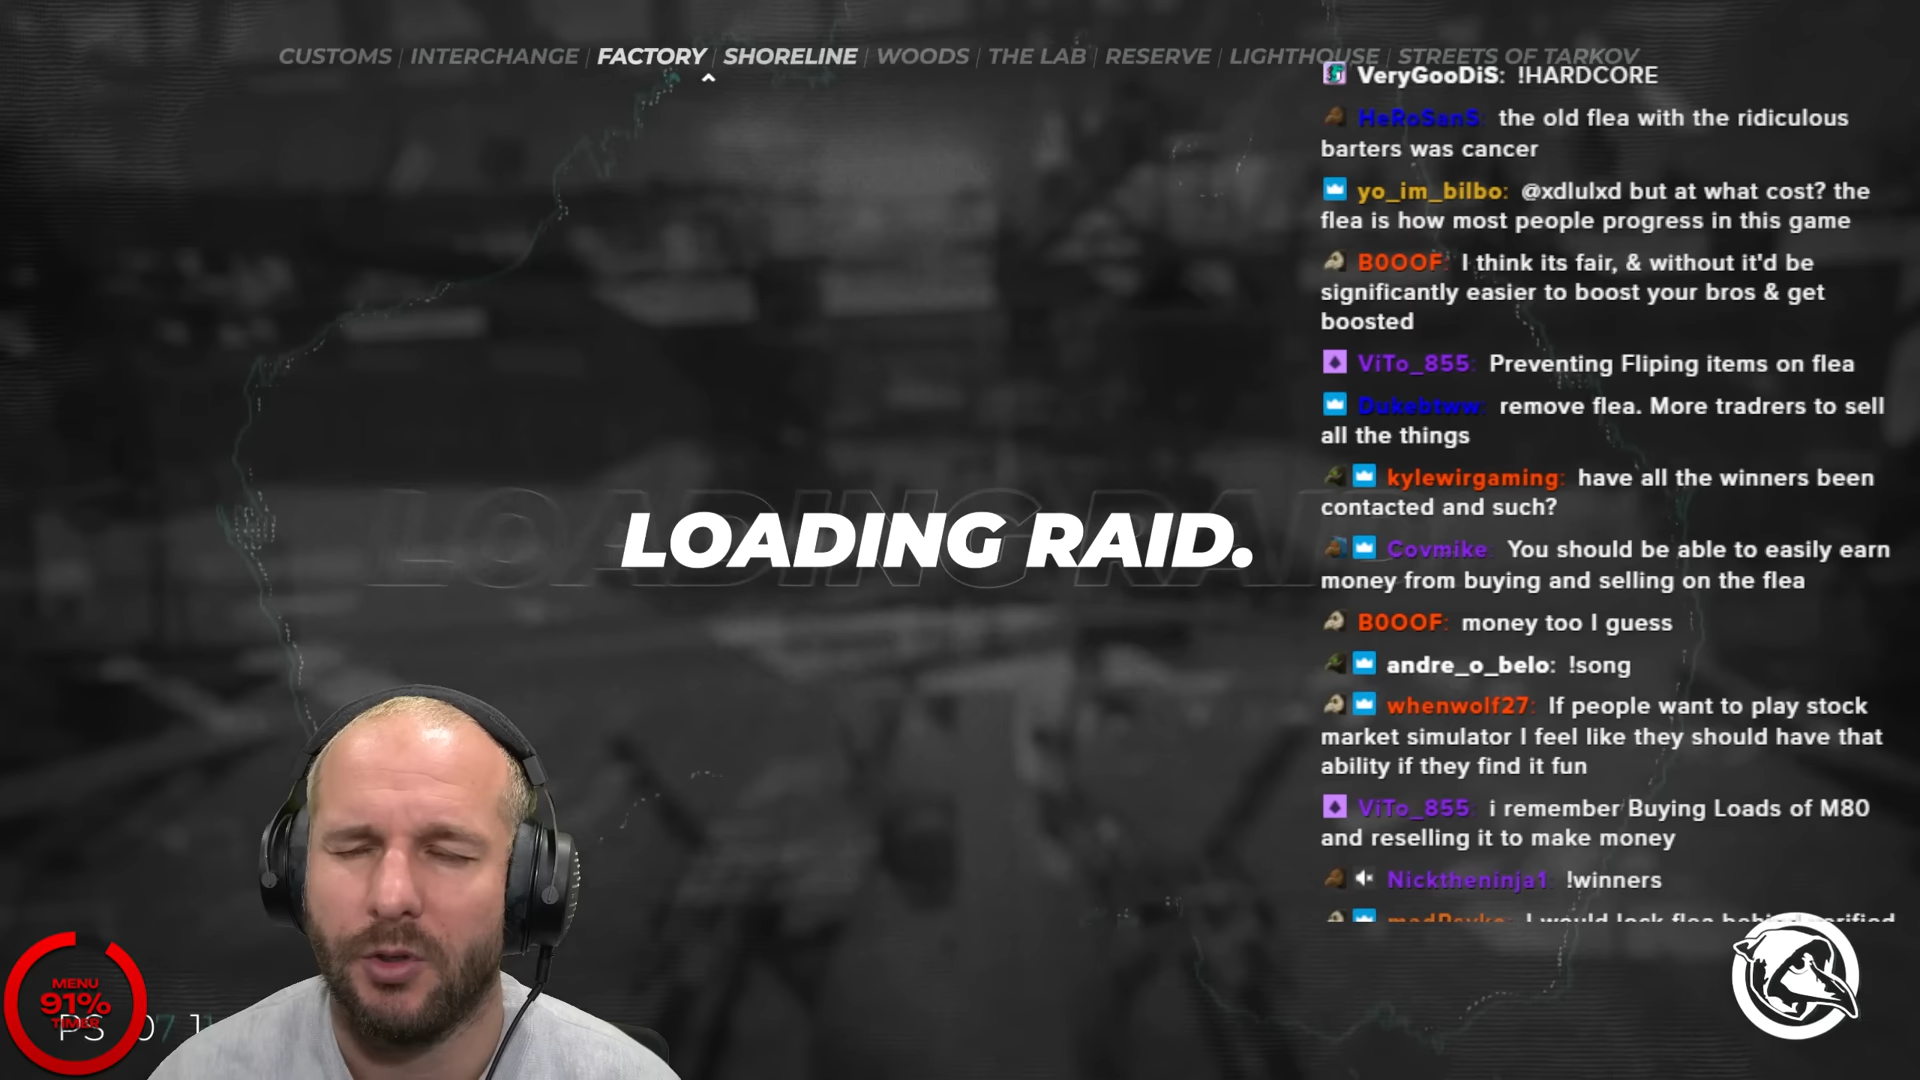 CUSTOMS | INTERCHANGE | FACTORY | SHORELINE | WOODS | THE LAB | RESERVE | LIGHTHOUSE | STREETS OF TARKOV
VeryGooDiS: !HARDCORE
HeRoSanS: the old flea with the ridiculous
barters was cancer
yo_im_bilbo: @xdlulxd but at what cost? the
flea is how most people progress in this game
B0OOF: I think its fair, & without it'd be
significantly easier to boost your bros & get
boosted
ViTo_855: Preventing Fliping items on flea
Dukebtww: remove flea. More tradrers to sell
all the things
kylewirgaming: have all the winners been
contacted and such?
LOADING RAID.
Covmike: You should be able to easily earn
money from buying and selling on the flea
B0OOF: money too I guess
andre_o_belo: !song
whenwolf27: If people want to play stock
market simulator I feel like they should have that
ability if they find it fun
ViTo_855: i remember Buying Loads of M80
and reselling it to make money
Nicktheninja1: !winners
I would lock flea behind
MENU
91%
TIMER